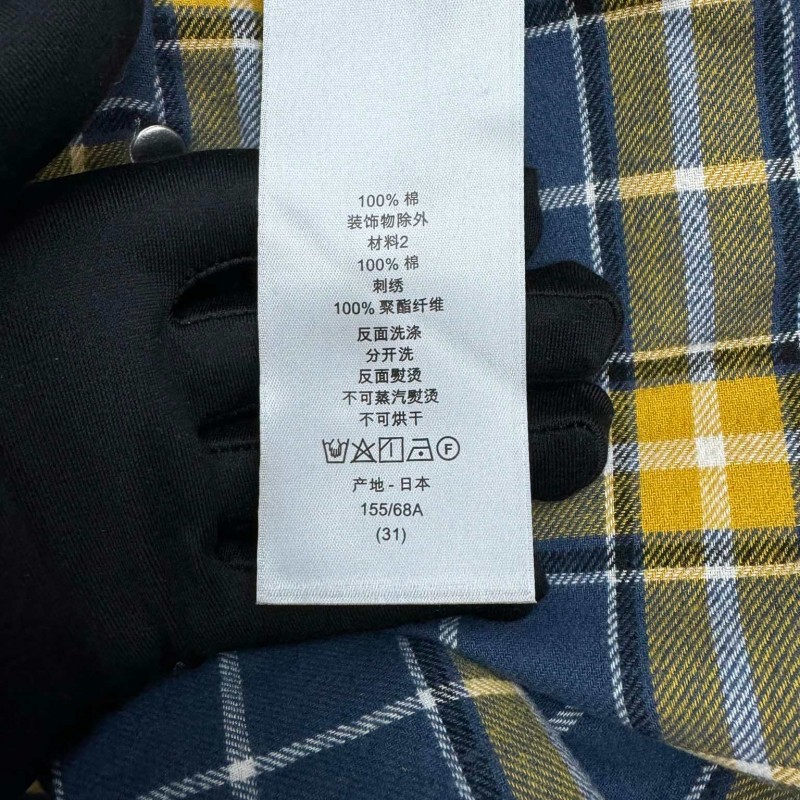 100% 棉
装饰物除外
材料2
100% 棉
刺绣
100% 聚酯纤维
反面洗涤
分开洗
反面熨烫
不可蒸汽熨烫
不可烘干
F
产地 - 日本
155/68A
(31)